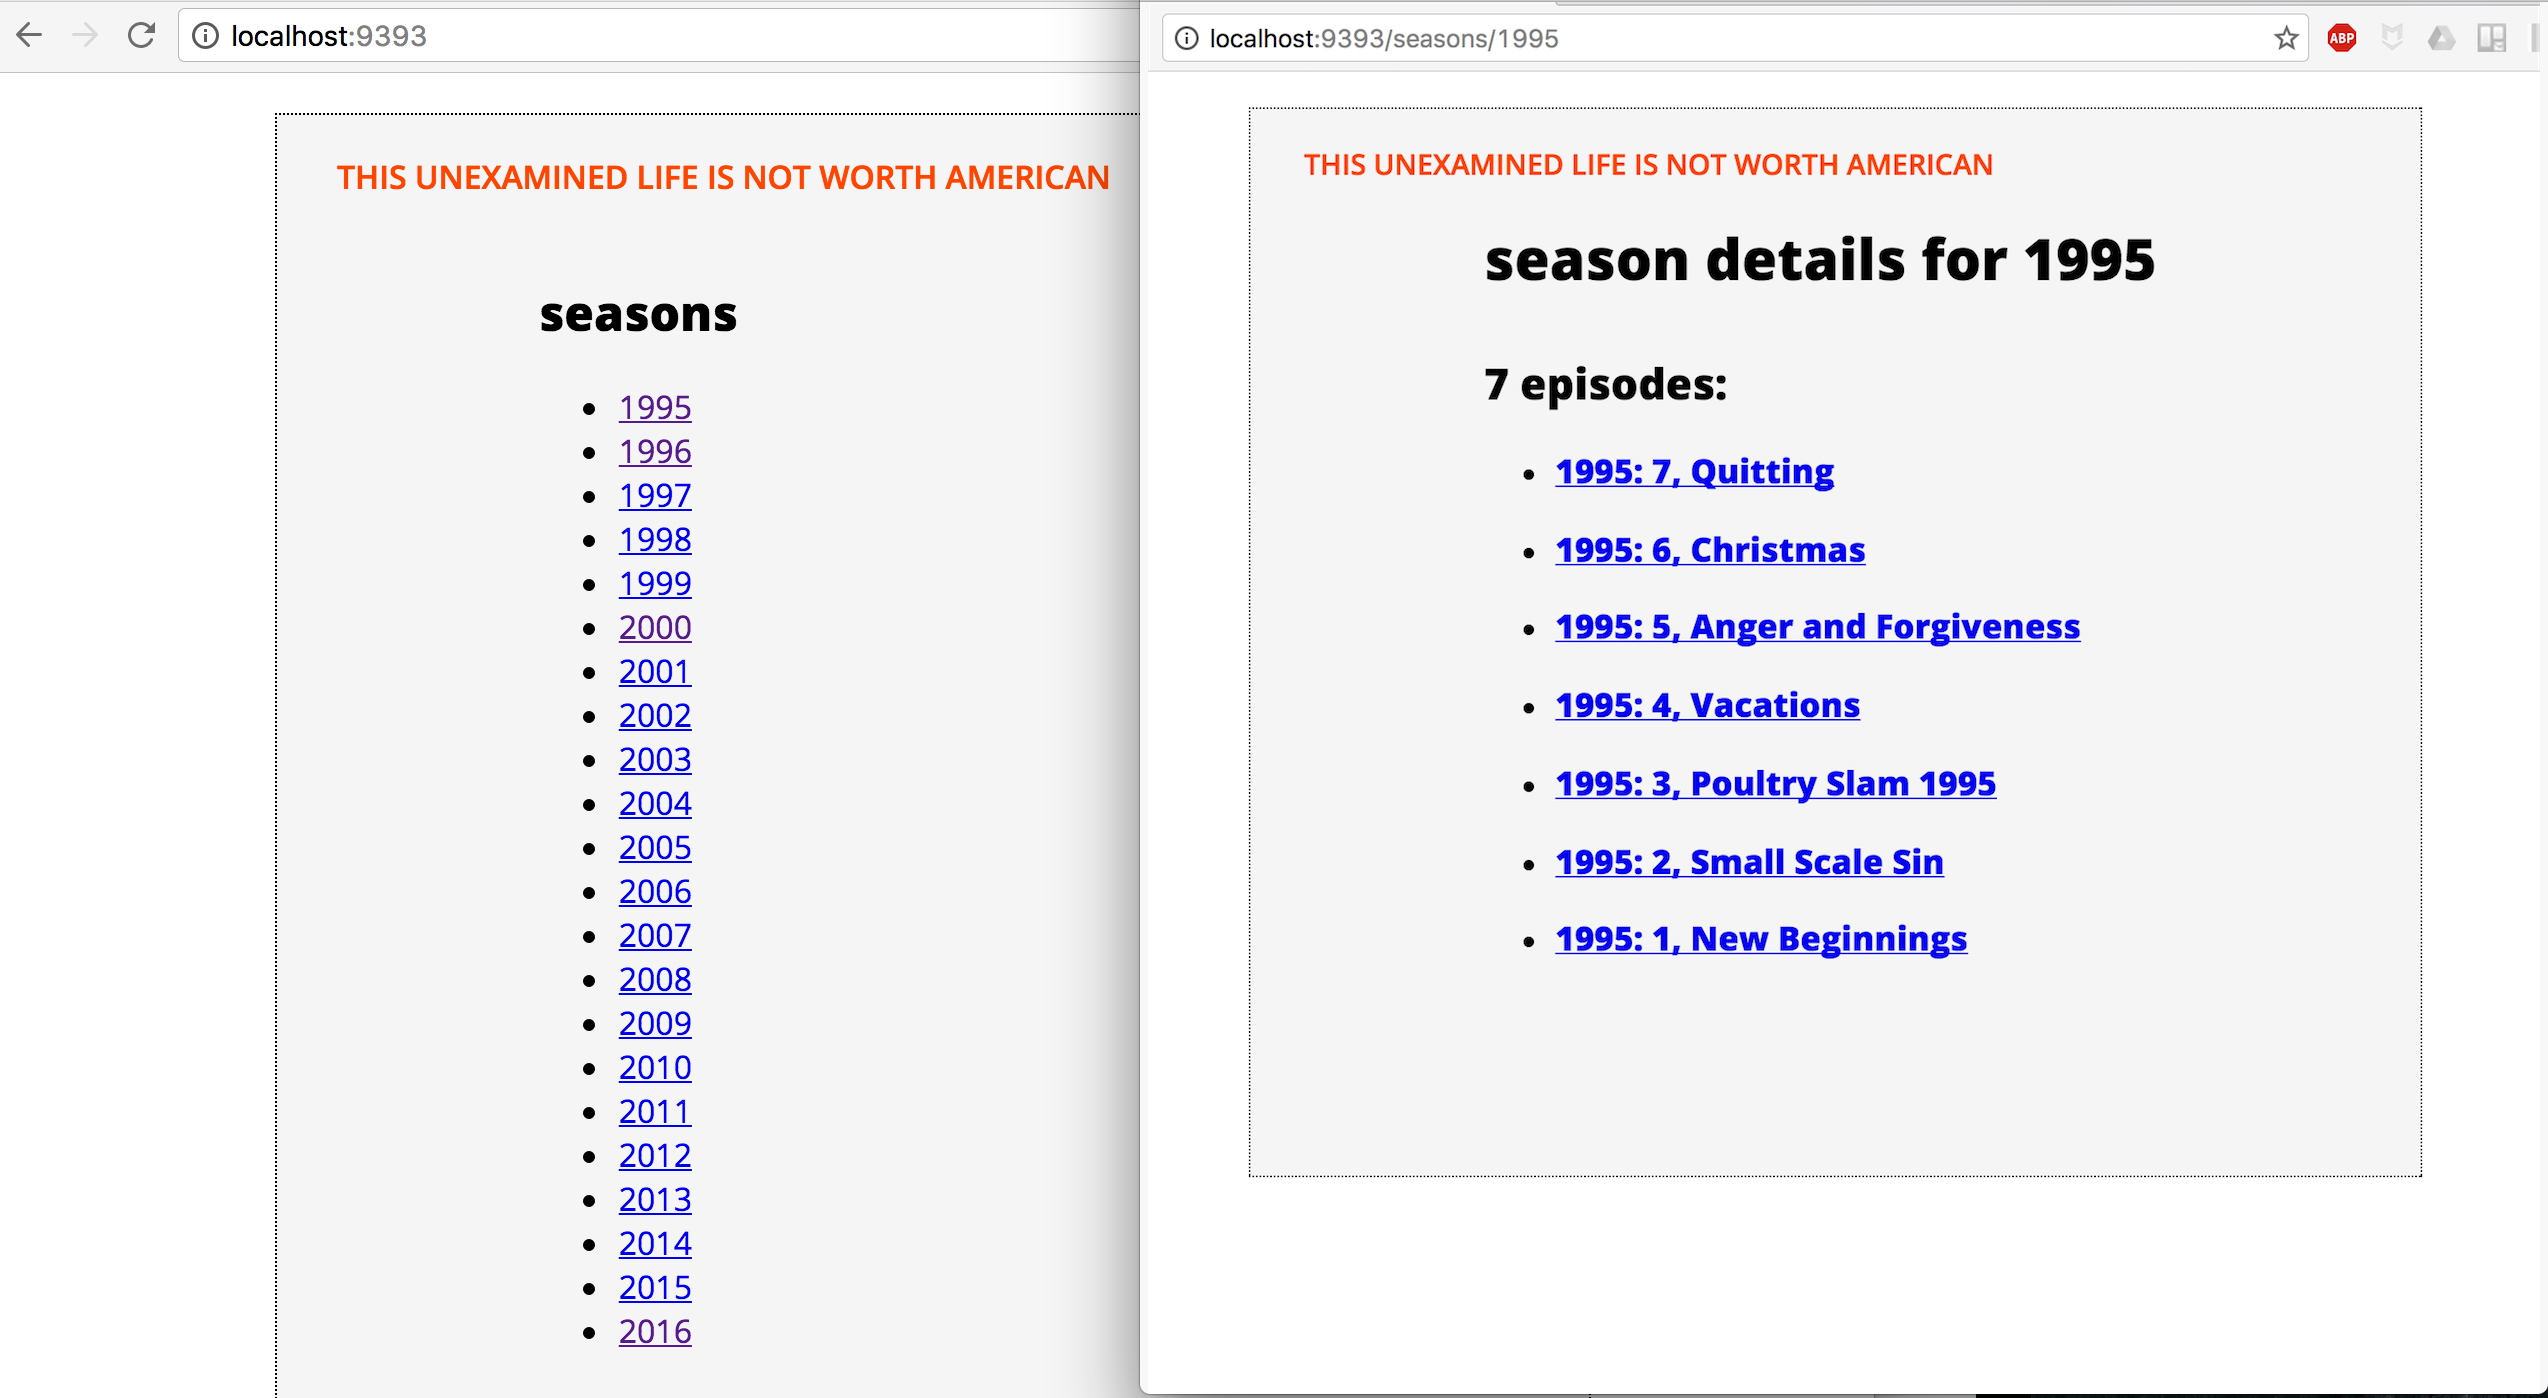 localhost:9393
THIS UNEXAMINED LIFE IS NOT WORTH AMERICAN
seasons
1995
1996
1997
1998
1999
2000
2001
2002
2003
2004
2005
2006
2007
2008
2009
2010
2011
2012
2013
2014
2015
2016
localhost:9393/seasons/1995
ABP
THIS UNEXAMINED LIFE IS NOT WORTH AMERICAN
season details for 1995
7 episodes:
1995: 7, Quitting
1995: 6, Christmas
1995: 5, Anger and Forgiveness
1995: 4, Vacations
1995: 3, Poultry Slam 1995
1995: 2, Small Scale Sin
1995: 1, New Beginnings